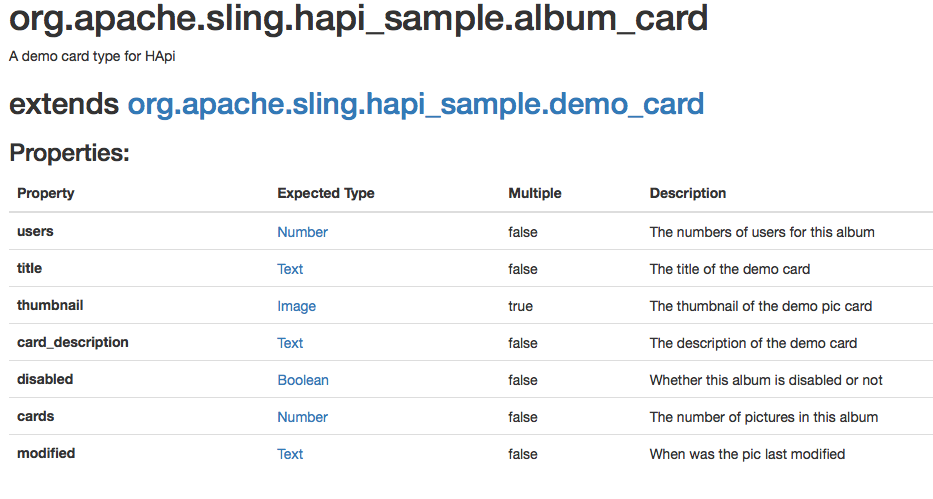 org.apache.sling.hapi_sample.album_card
A demo card type for HApi
extends org.apache.sling.hapi_sample.demo_card
Properties:
Property Expected Type Multiple Description
users Number false The numbers of users for this album
title Text false The title of the demo card
thumbnail Image true The thumbnail of the demo pic card
card_description Text false The description of the demo card
disabled Boolean false Whether this album is disabled or not
cards Number false The number of pictures in this album
modified Text false When was the pic last modified